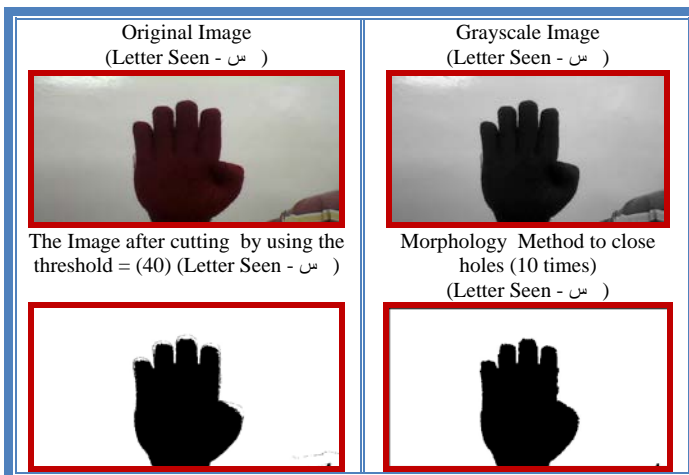 Original Image
(Letter Seen - س )
Grayscale Image
(Letter Seen - س )
The Image after cutting by using the
threshold = (40) (Letter Seen - س )
Morphology Method to close
holes (10 times)
(Letter Seen - س )